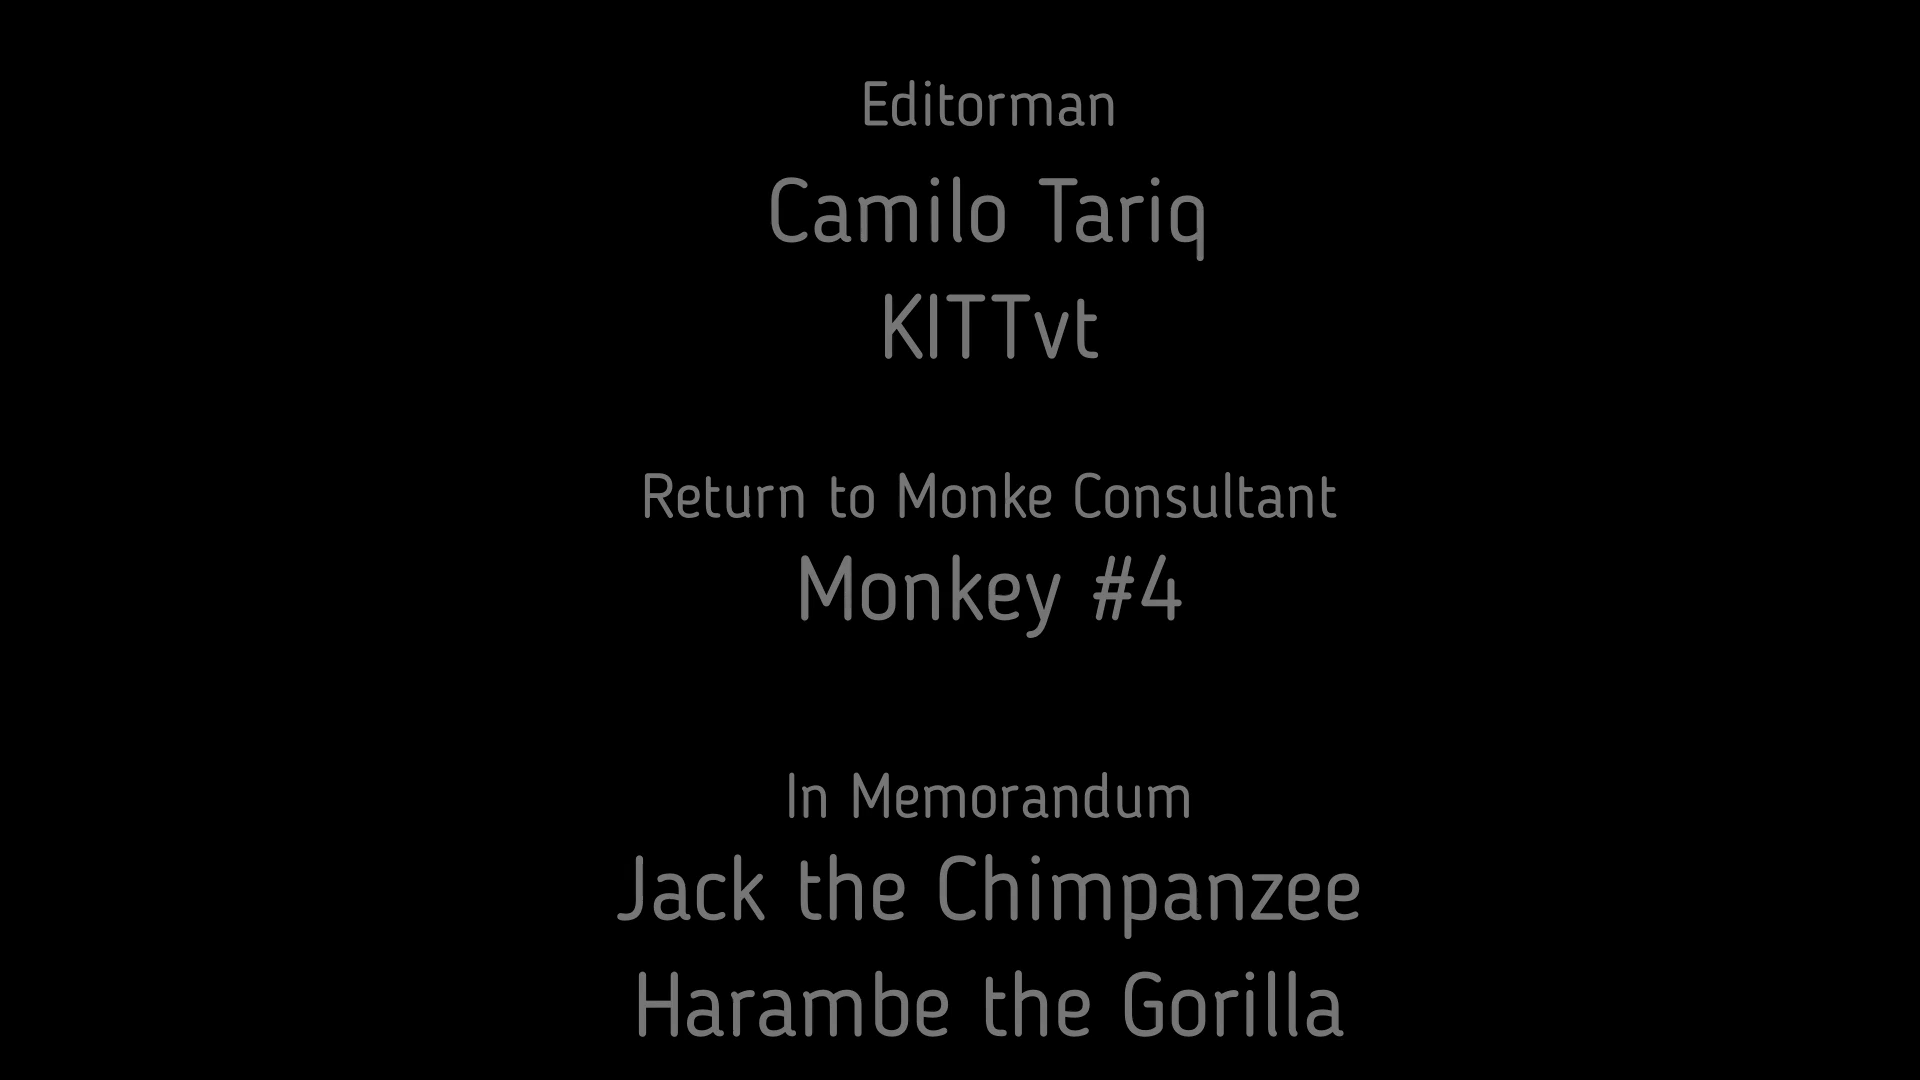 Editorman
Camilo Tariq
KITTvt
Return to Monke Consultant
Monkey #4
In Memorandum
Jack the Chimpanzee
Harambe the Gorilla